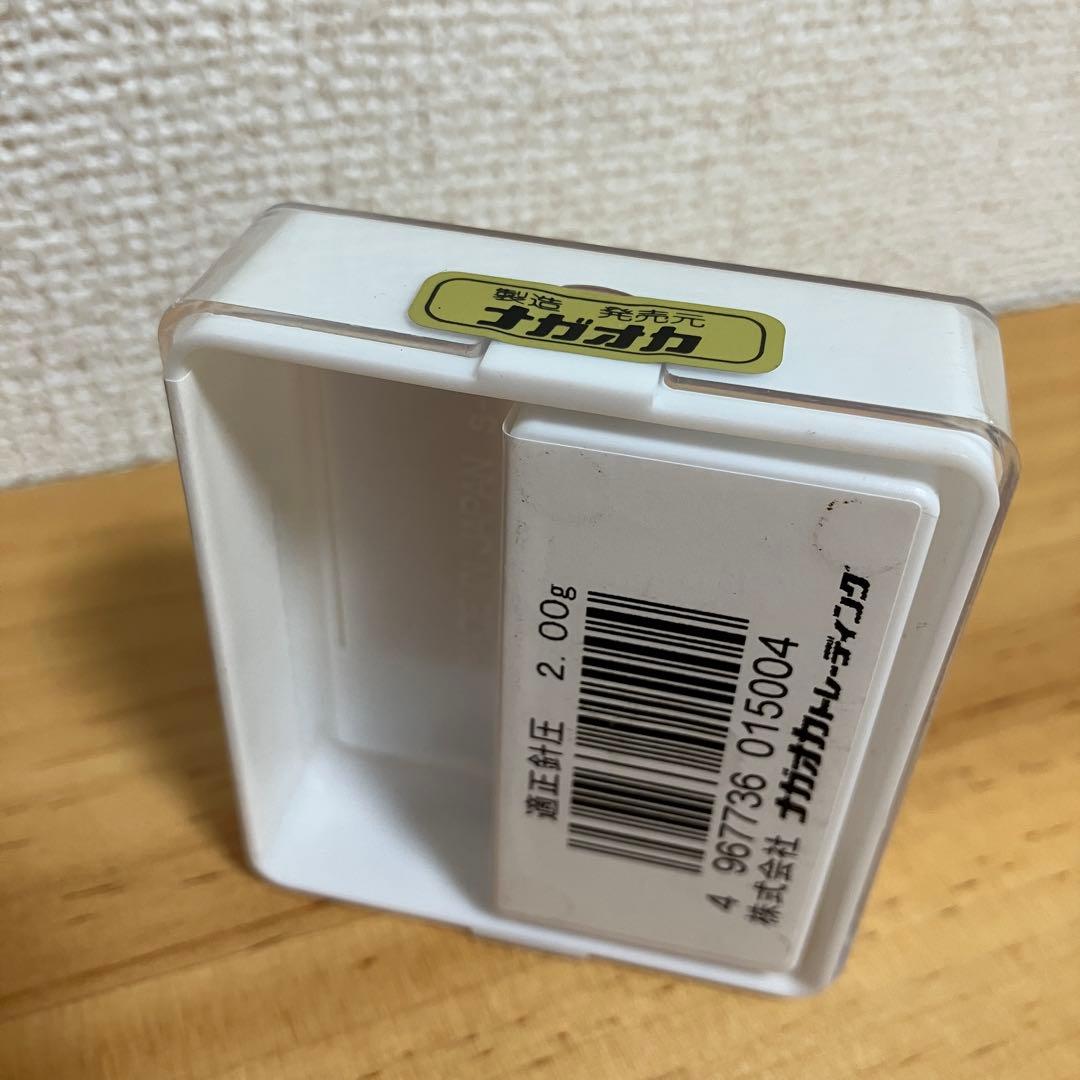 製造 発売元
ナガオカ
適正針圧 2.00g
4 967736 015004
株式会社 ナガオカトレーディング
JAPAN